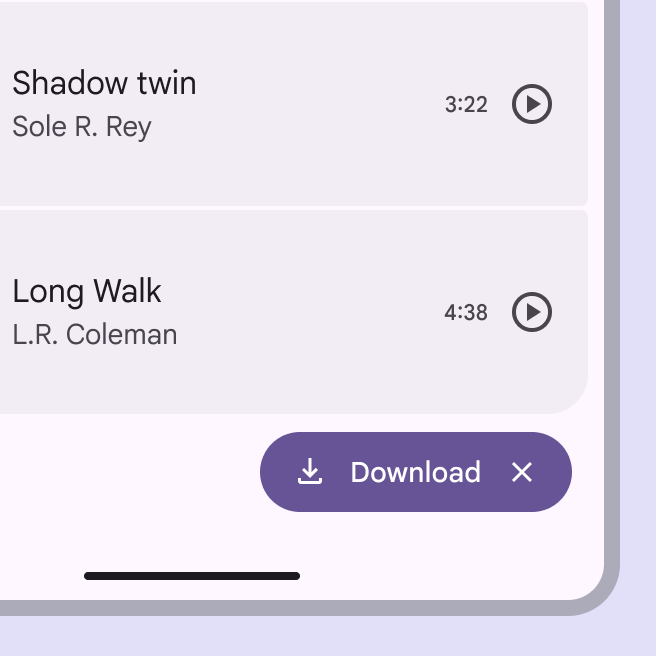 Shadow twin
Sole R. Rey
3:22
Long Walk
L.R. Coleman
4:38
Download